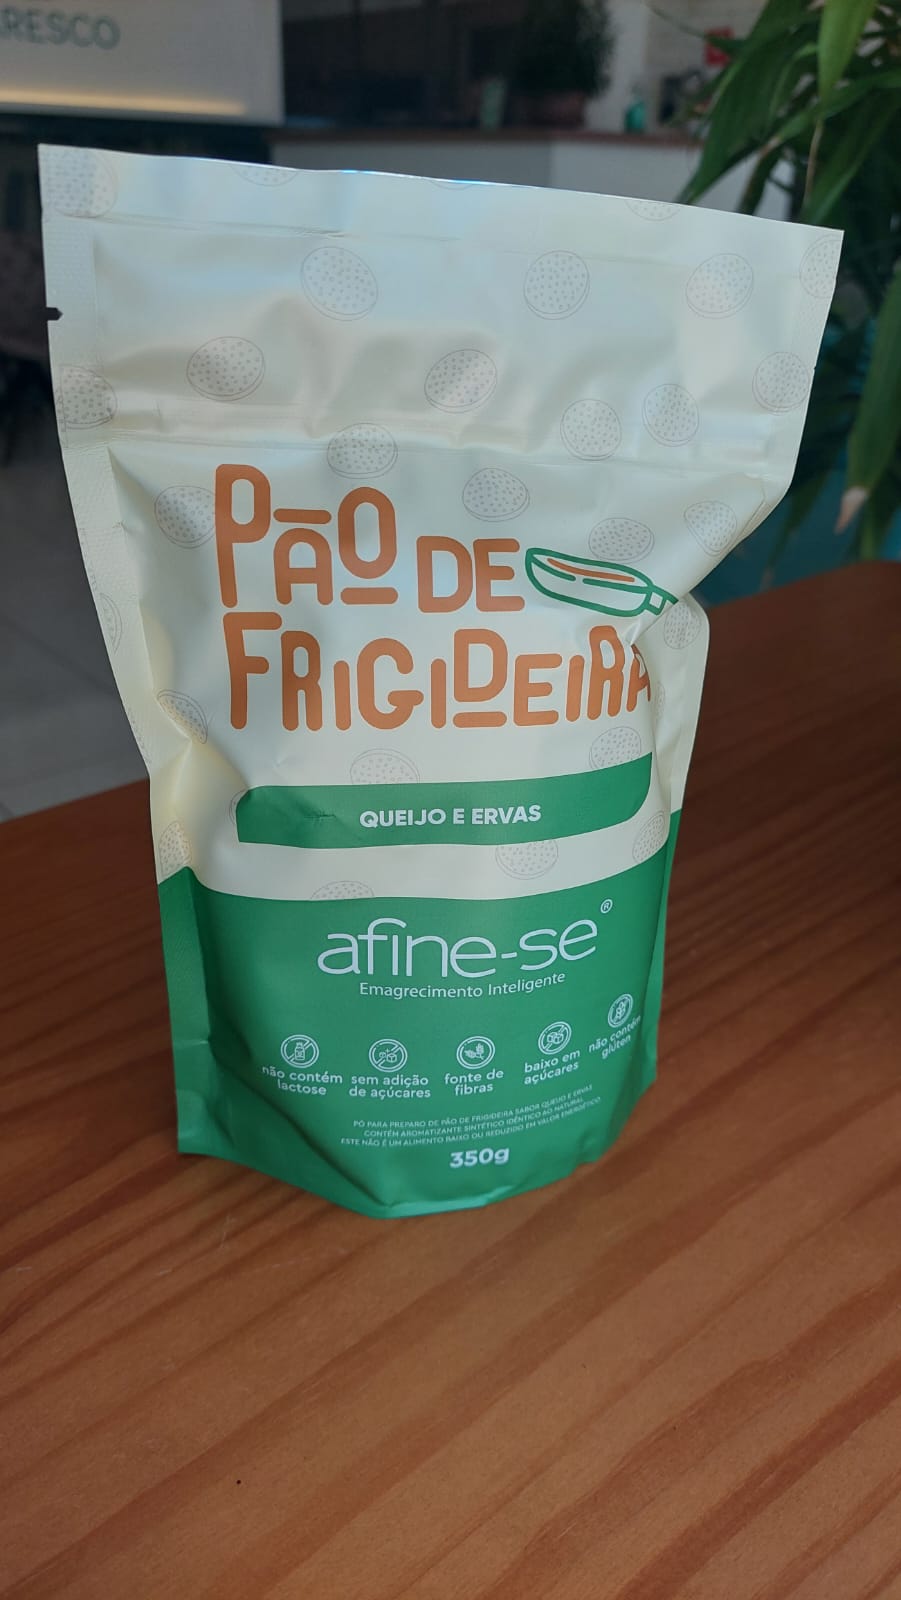 RESCO
PÃO DE
FRIGIDEIRA
QUEIJO E ERVAS
afine-se®
Emagrecimento Inteligente
não contém
lactose
sem adição
de açúcares
fonte de
fibras
baixo em
açúcares
não contém
glúten
PÓ PARA PREPARO DE PÃO DE FRIGIDEIRA SABOR QUEIJO E ERVAS
CONTÉM AROMATIZANTE SINTÉTICO IDÊNTICO AO NATURAL
ESTE NÃO É UM ALIMENTO BAIXO OU REDUZIDO EM VALOR ENERGÉTICO
350g